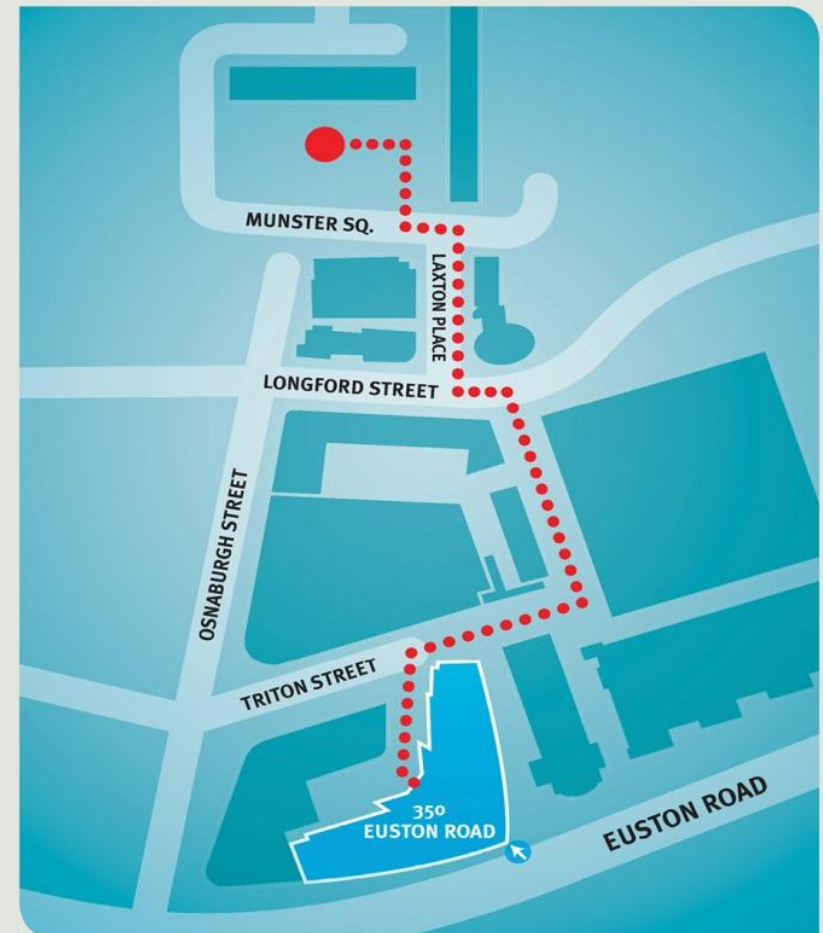 MUNSTER SQ.
LAXTON PLACE
LONGFORD STREET
OSNABURGH STREET
TRITON STREET
350
EUSTON ROAD
EUSTON ROAD